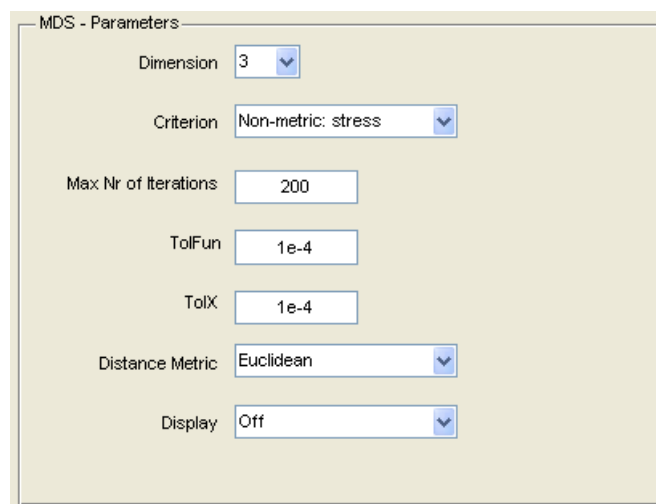 MDS - Parameters
Dimension 3
Criterion Non-metric: stress
Max Nr of Iterations 200
TolFun 1e-4
TolX 1e-4
Distance Metric Euclidean
Display Off